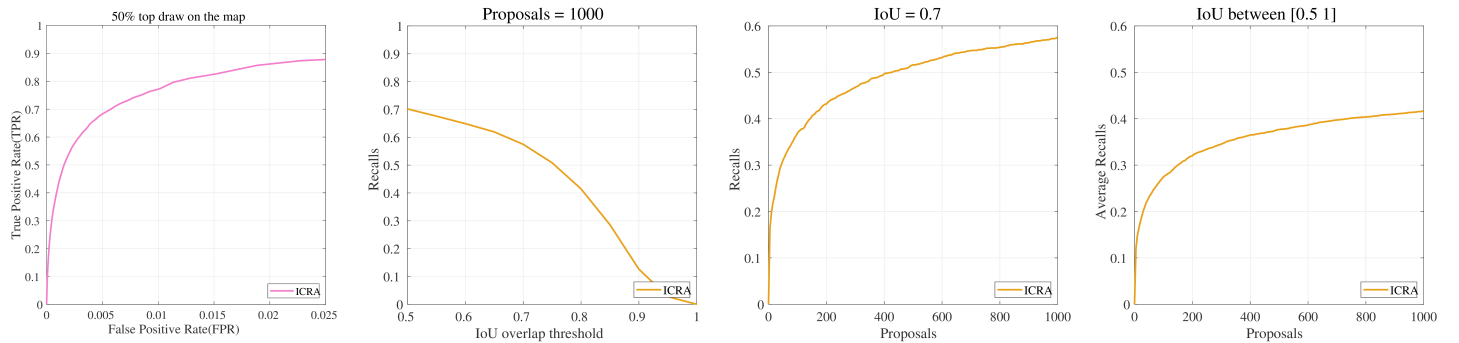 50% top draw on the map
1
0.9
0.8
0.7
0.6
0.5
0.4
0.3
0.2
0.1
0
True Positive Rate(TPR)
0 0.005 0.01 0.015 0.02 0.025
False Positive Rate(FPR)
ICRA
Proposals = 1000
1
0.9
0.8
0.7
0.6
0.5
0.4
0.3
0.2
0.1
0
Recalls
0.5 0.6 0.7 0.8 0.9 1
IoU overlap threshold
ICRA
IoU = 0.7
0.6
0.5
0.4
0.3
0.2
0.1
0
Recalls
0 200 400 600 800 1000
Proposals
ICRA
IoU between [0.5 1]
0.6
0.5
0.4
0.3
0.2
0.1
0
Average Recalls
0 200 400 600 800 1000
Proposals
ICRA